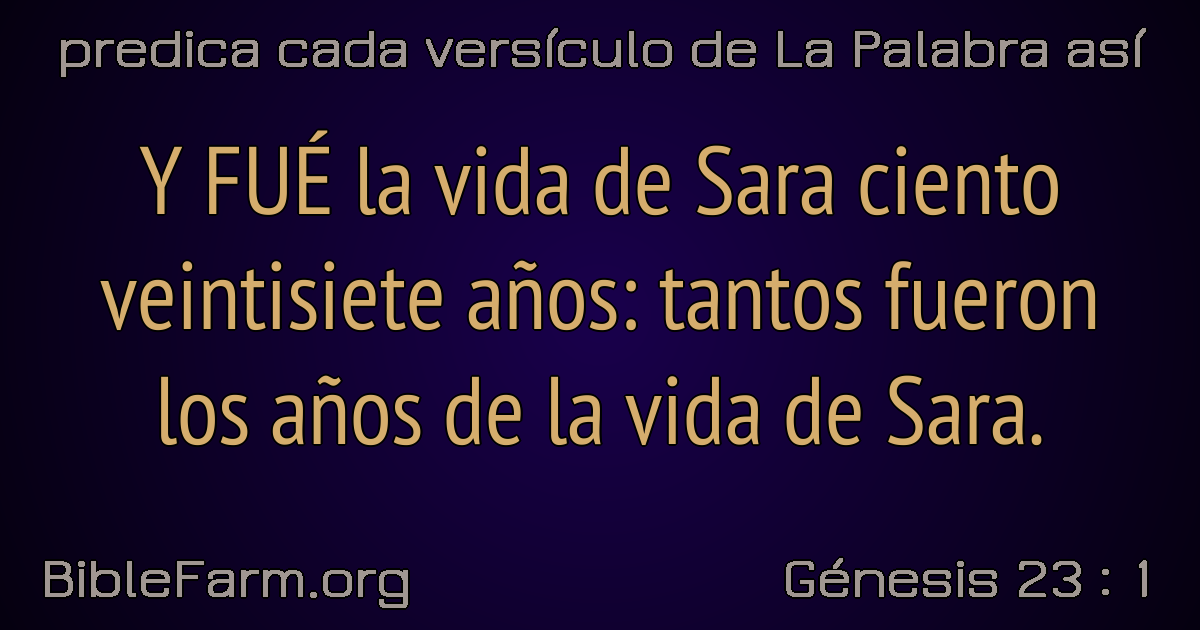 predica cada versículo de La Palabra así
Y FUÉ la vida de Sara ciento
veintisiete años: tantos fueron
los años de la vida de Sara.
BibleFarm.org
Génesis 23 : 1